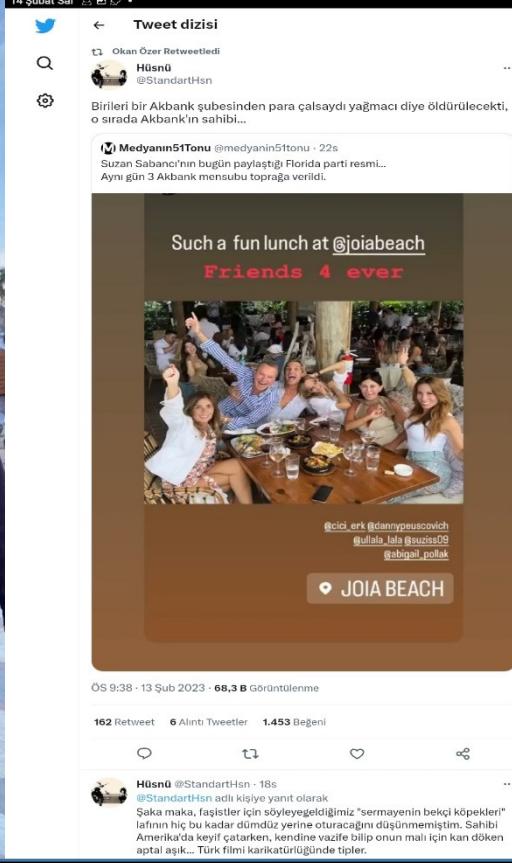 14 Şubat Sal
Tweet dizisi
Okan Özer Retweetledi
Hüsnü
@StandartHsn
Birileri bir Akbank şubesinden para çalsaydı yağmacı diye öldürülecekti,
o sırada Akbank'ın sahibi...
Medyanın51Tonu @medyanin51tonu · 22s
Suzan Sabancı'nın bugün paylaştığı Florida parti resmi...
Aynı gün 3 Akbank mensubu toprağa verildi.
Such a fun lunch at @joiabeach
Friends 4 ever
@cici_erk @dannypeuscovich
@ullala_lala @suziss09
@abigail_pollak
JOIA BEACH
ÖS 9:38 · 13 Şub 2023 · 68,3 B Görüntülenme
162 Retweet 6 Alıntı Tweetler 1.453 Beğeni
Hüsnü @StandartHsn · 18s
@StandartHsn adlı kişiye yanıt olarak
Şaka maka, faşistler için söyleyegeldiğimiz "sermayenin bekçi köpekleri"
lafının hiç bu kadar dümdüz yerine oturacağını düşünmemiştim. Sahibi
Amerika'da keyif çatarken, kendine vazife bilip onun malı için kan döken
aptal aşık... Türk filmi karikatürlüğünde tipler.